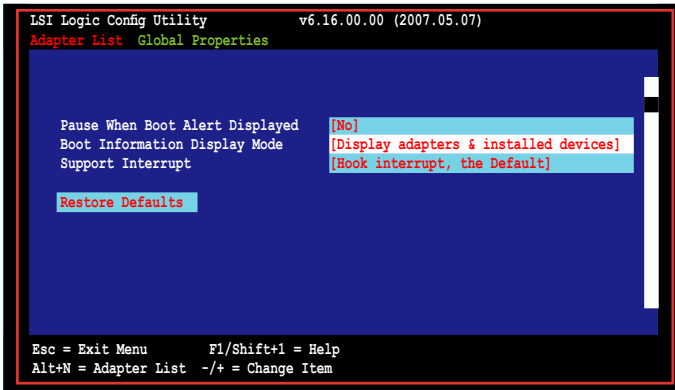 LSI Logic Config Utility v6.16.00.00 (2007.05.07)
Adapter List Global Properties
Pause When Boot Alert Displayed [No]
Boot Information Display Mode [Display adapters & installed devices]
Support Interrupt [Hook interrupt, the Default]
Restore Defaults
Esc = Exit Menu F1/Shift+1 = Help
Alt+N = Adapter List -/+ = Change Item